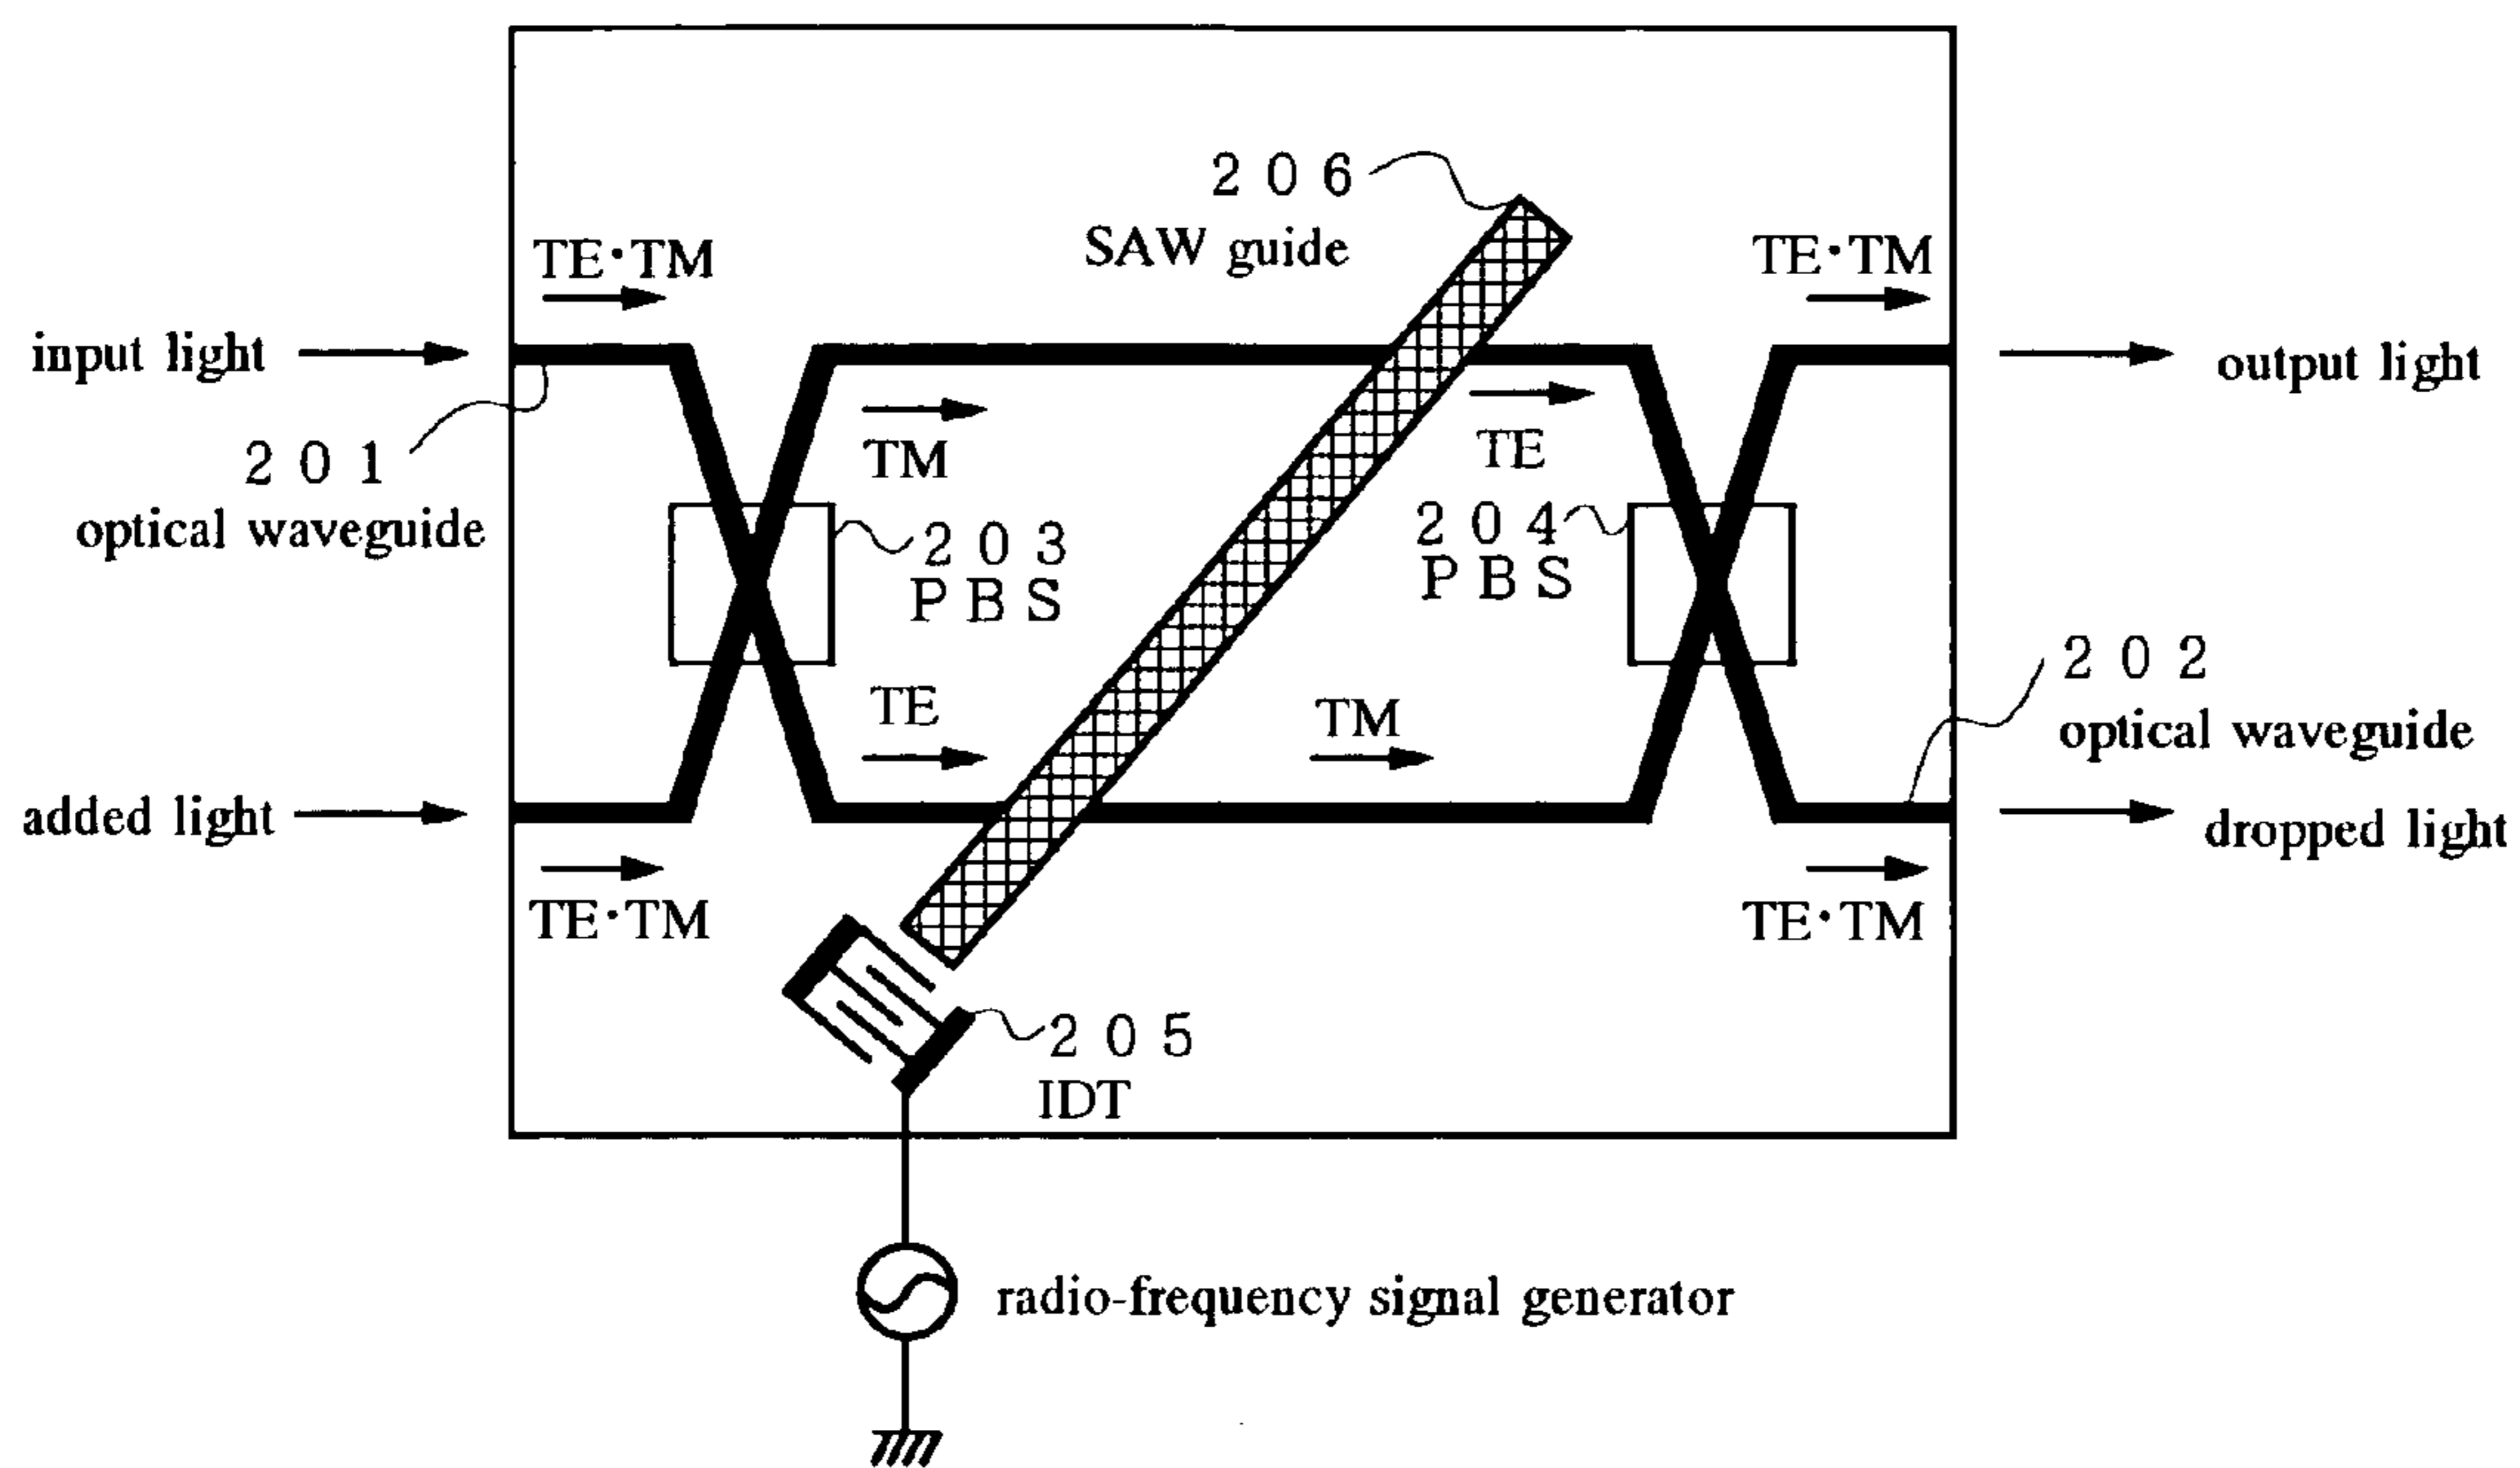 2 0 6
SAW guide
TE·TM
TE·TM
input light
output light
2 0 1
optical waveguide
TM
TE
2 0 3
P B S
2 0 4
P B S
TE
TM
2 0 2
optical waveguide
added light
dropped light
TE·TM
TE·TM
2 0 5
IDT
radio-frequency signal generator